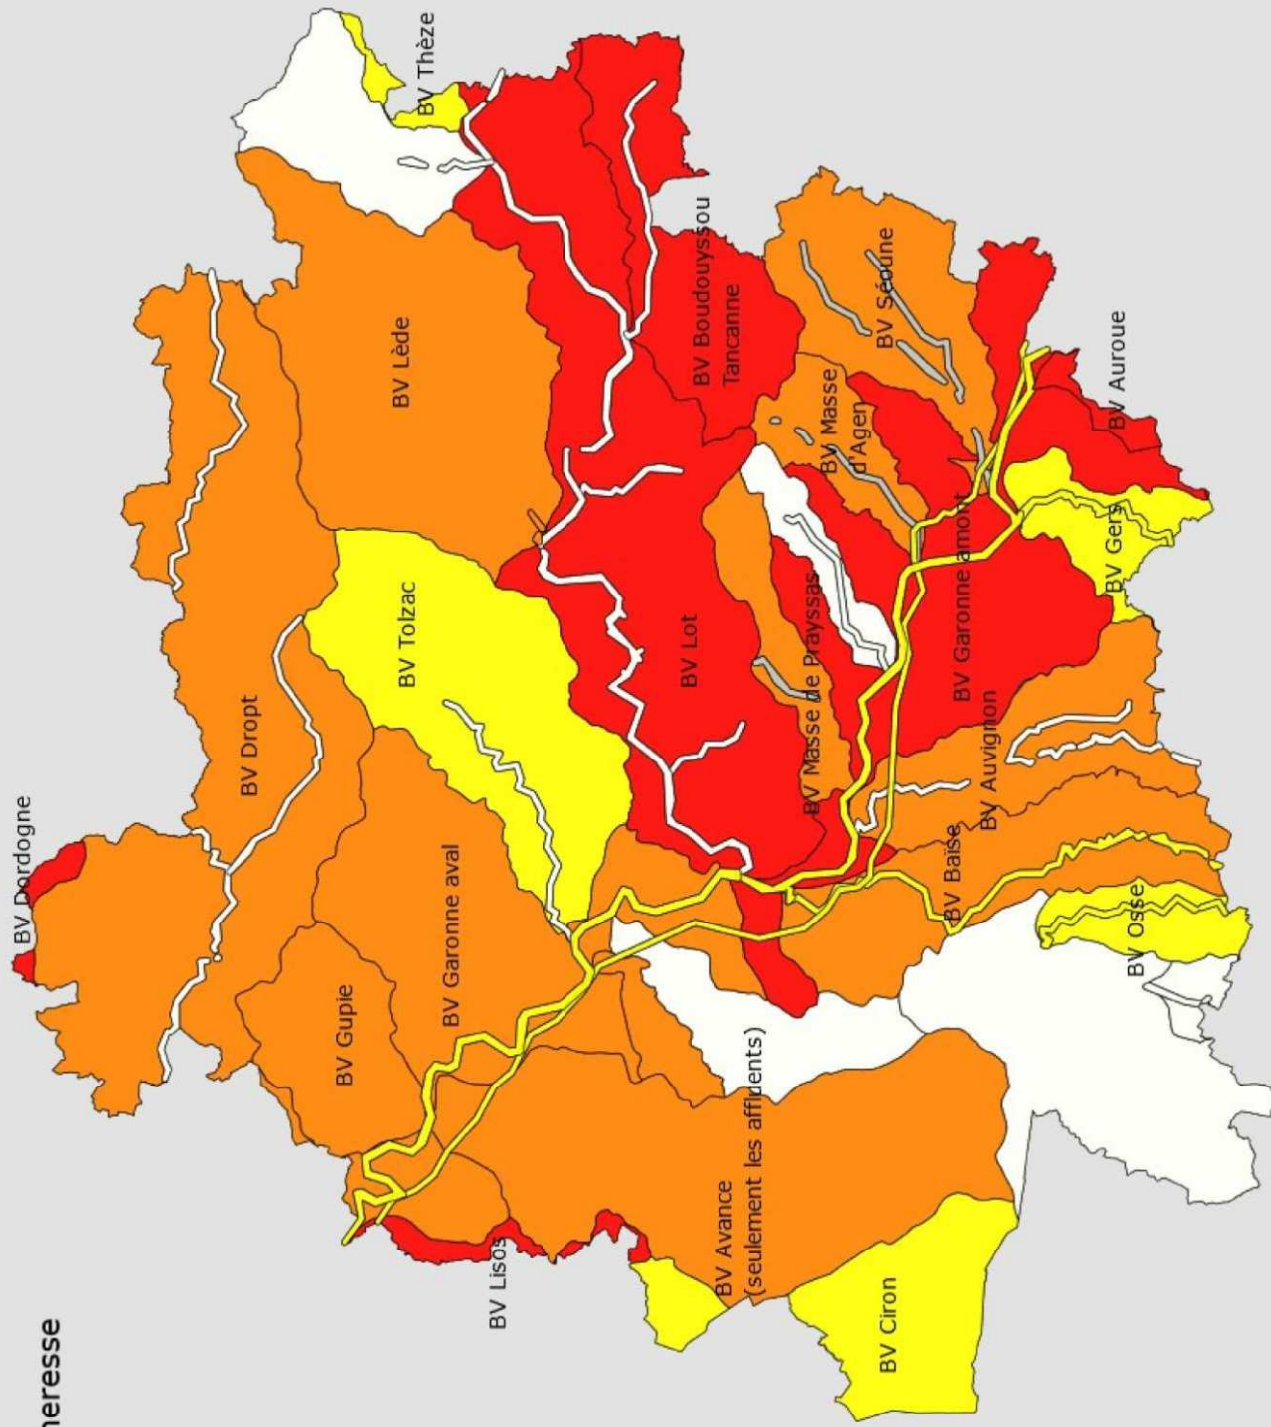 heresse
BV Dordogne
BV Dropt
BV Gupie
BV Lède
BV Tolzac
BV Thèze
BV Garonne aval
BV Lisos
BV Lot
BV Boudouyssou
Tancanne
BV Avance
(seulement les affluents)
BV Masse de Prayssas
BV Masse
d'Agen
BV Séoune
BV Ciron
BV Baïse
BV Garonne amont
BV Auvignon
BV Gers
BV Auroue
BV Osse